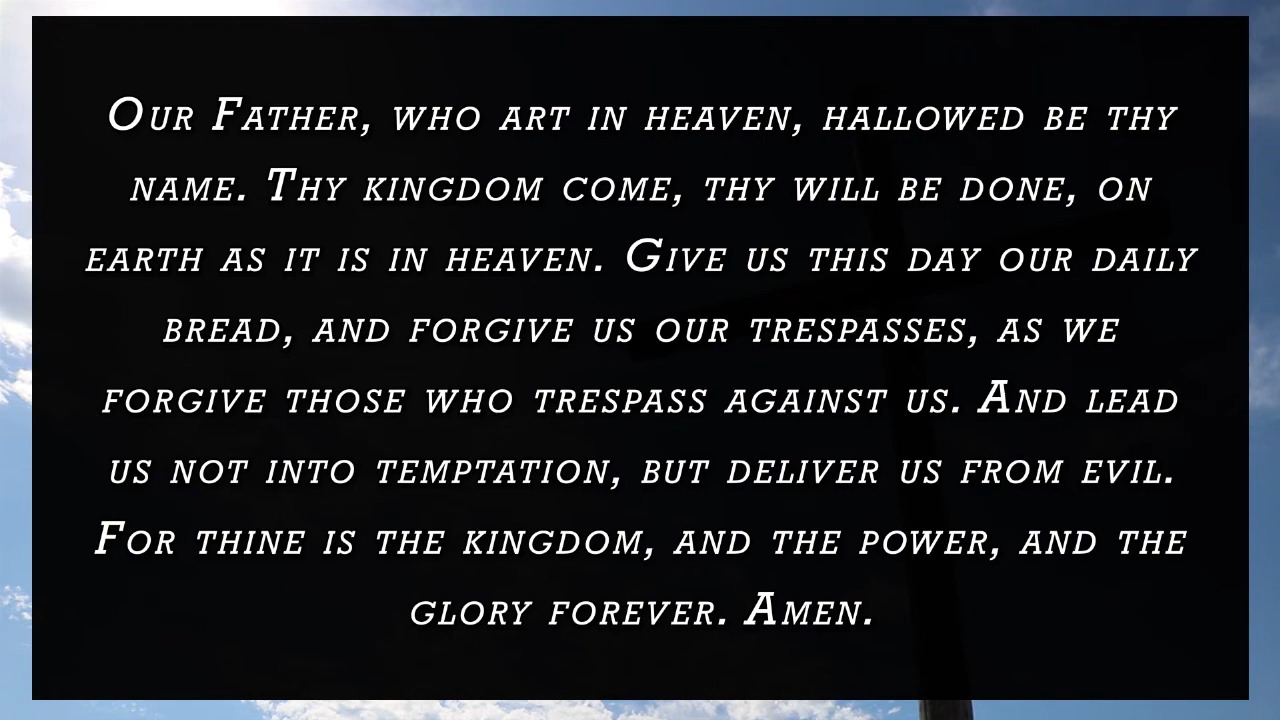 Our Father, who art in heaven, hallowed be thy
name. Thy kingdom come, thy will be done, on
earth as it is in heaven. Give us this day our daily
bread, and forgive us our trespasses, as we
forgive those who trespass against us. And lead
us not into temptation, but deliver us from evil.
For thine is the kingdom, and the power, and the
glory forever. Amen.